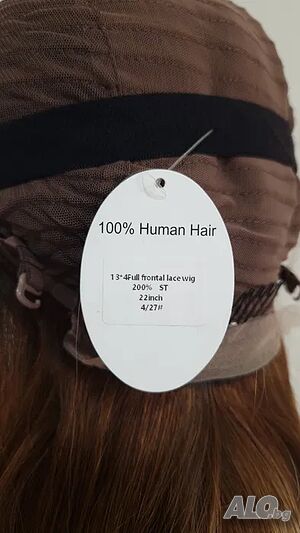 100% Human Hair
13*4Full frontal lace wig
200% ST
22inch
4/27#
ALO.bg